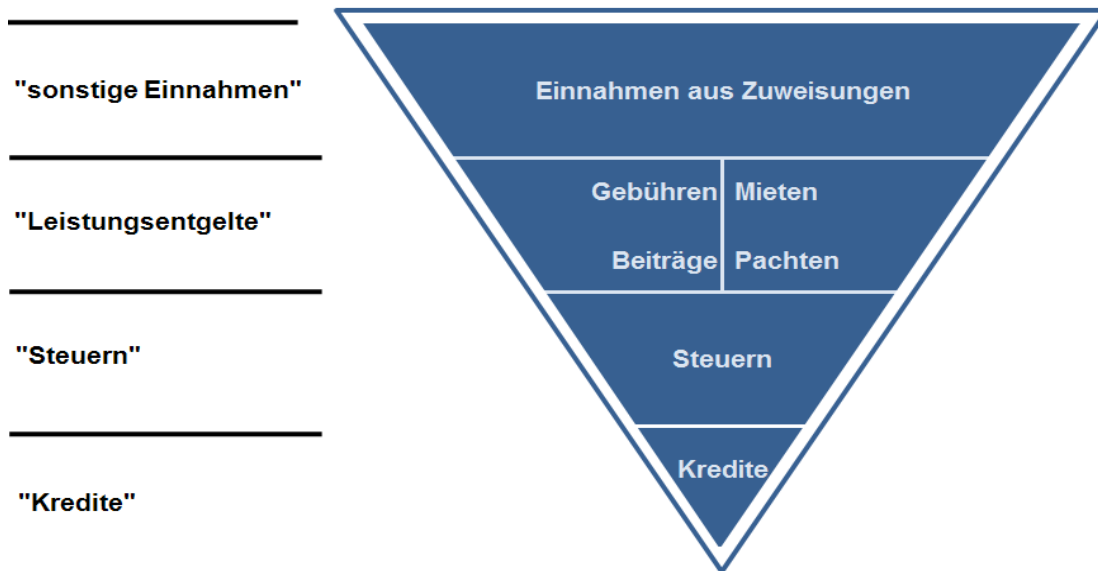 "sonstige Einnahmen"
Einnahmen aus Zuweisungen
"Leistungsentgelte"
Gebühren
Mieten
Beiträge
Pachten
"Steuern"
Steuern
"Kredite"
Kredite